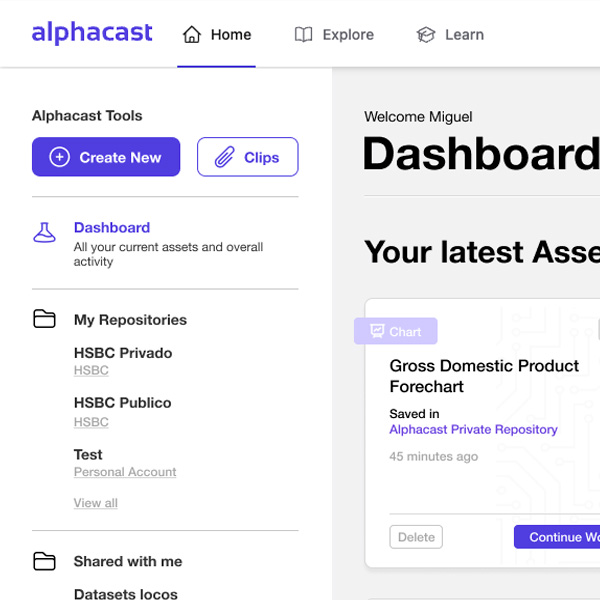 alphacast
Home
Explore
Learn
Alphacast Tools
Create New
Clips
Dashboard
All your current assets and overall
activity
My Repositories
HSBC Privado
HSBC
HSBC Publico
HSBC
Test
Personal Account
View all
Shared with me
Datasets locos
Welcome Miguel
Dashboard
Your latest Asse
Chart
Gross Domestic Product
Forechart
Saved in
Alphacast Private Repository
45 minutes ago
Delete
Continue Wo